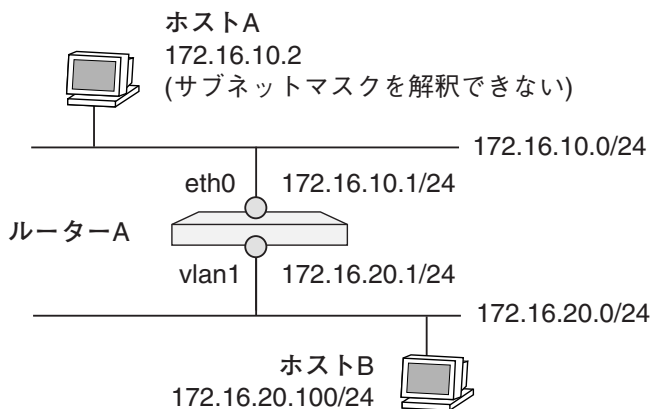 ホストA
172.16.10.2
(サブネットマスクを解釈できない)
172.16.10.0/24
eth0 172.16.10.1/24
ルーターA
vlan1 172.16.20.1/24
172.16.20.0/24
ホストB
172.16.20.100/24